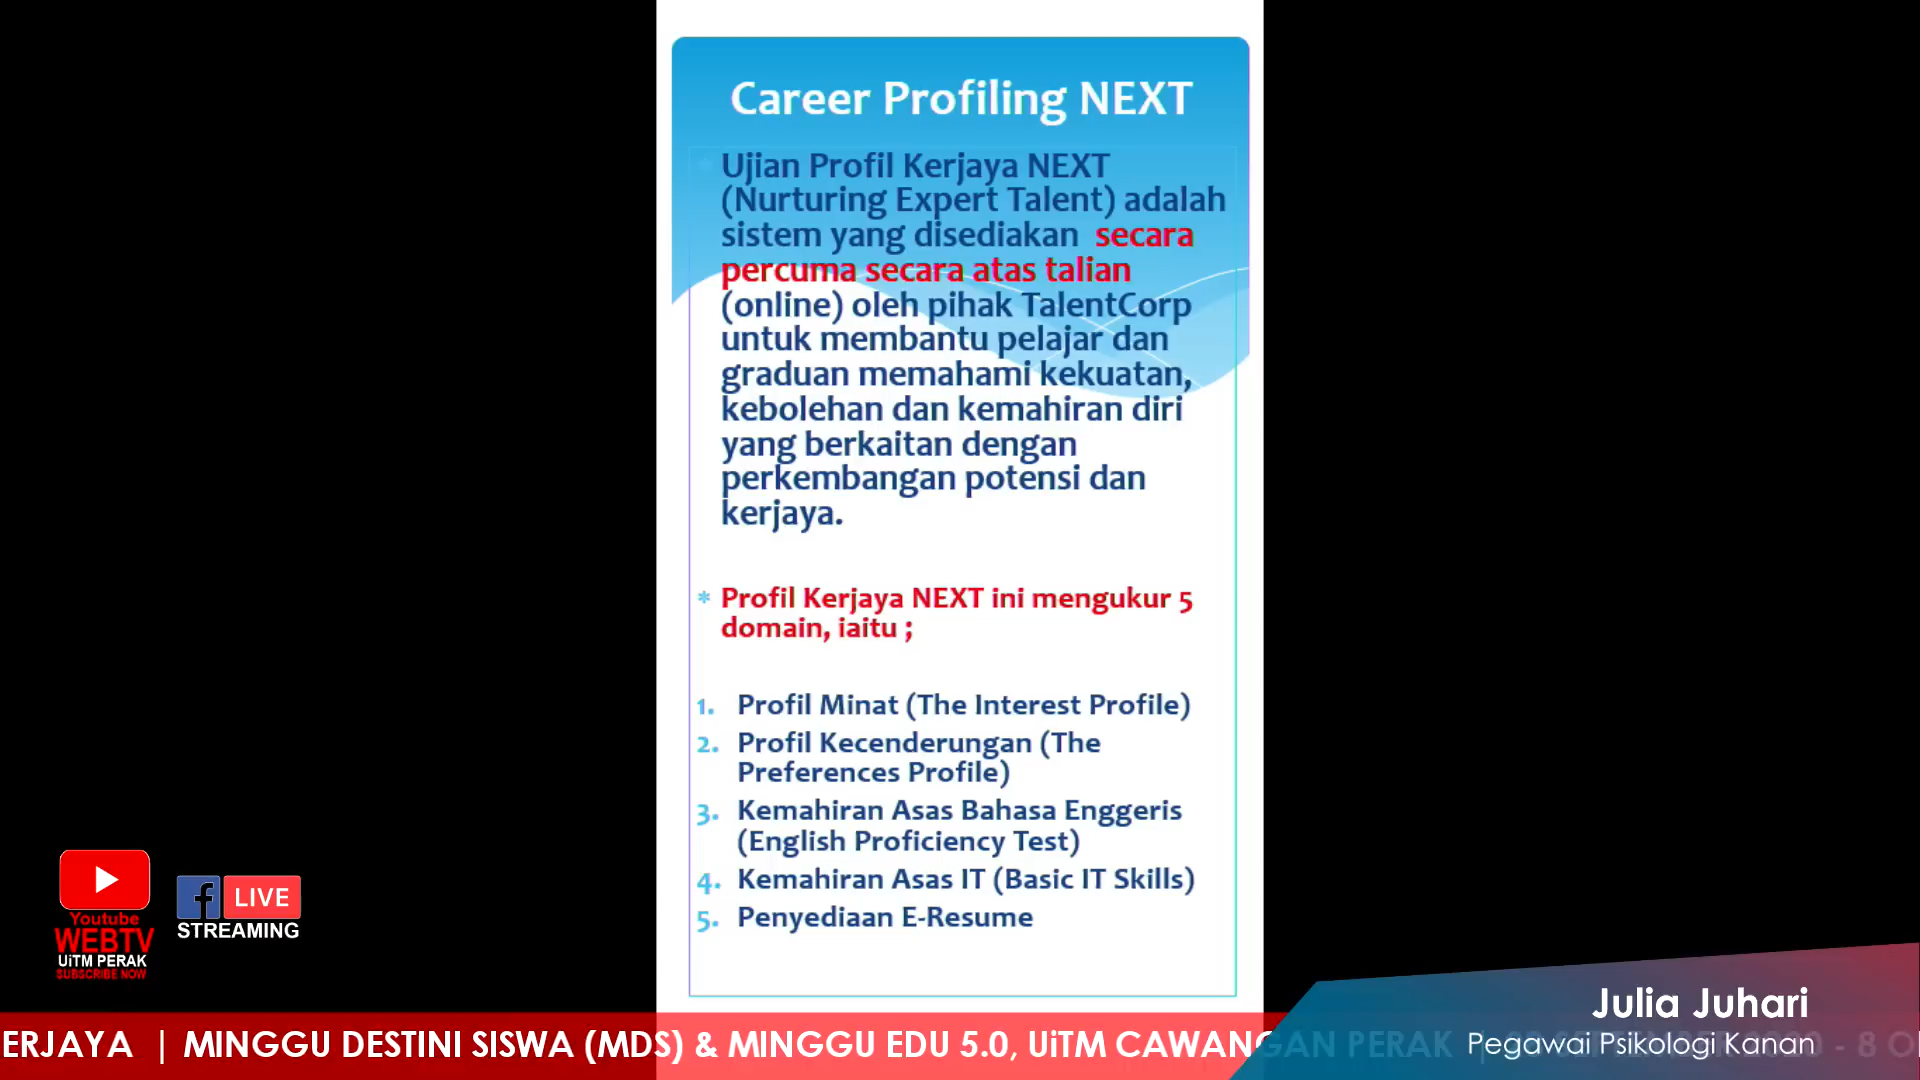 Career Profiling NEXT
Ujian Profil Kerjaya NEXT
(Nurturing Expert Talent) adalah
sistem yang disediakan secara
percuma secara atas talian
(online) oleh pihak TalentCorp
untuk membantu pelajar dan
graduan memahami kekuatan,
kebolehan dan kemahiran diri
yang berkaitan dengan
perkembangan potensi dan
kerjaya.
* Profil Kerjaya NEXT ini mengukur 5
domain, iaitu ;
1. Profil Minat (The Interest Profile)
2. Profil Kecenderungan (The
Preferences Profile)
3. Kemahiran Asas Bahasa Enggeris
(English Proficiency Test)
4. Kemahiran Asas IT (Basic IT Skills)
5. Penyediaan E-Resume
Youtube
WEBTV
UiTM PERAK
SUBSCRIBE NOW
f LIVE
STREAMING
Julia Juhari
Pegawai Psikologi Kanan
ERJAYA | MINGGU DESTINI SISWA (MDS) & MINGGU EDU 5.0, UiTM CAWANGAN PERAK | SEPTEMBER - 8 O